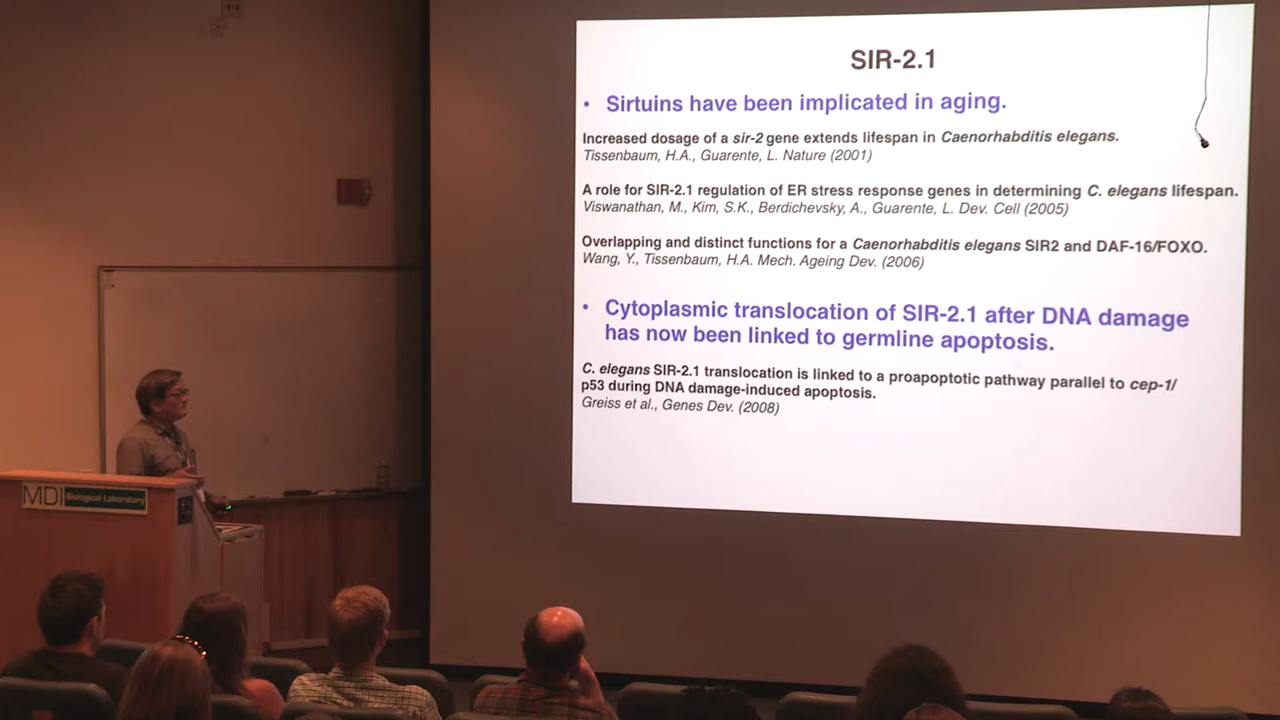 SIR-2.1
• Sirtuins have been implicated in aging.
Increased dosage of a sir-2 gene extends lifespan in Caenorhabditis elegans.
Tissenbaum, H.A., Guarente, L. Nature (2001)
A role for SIR-2.1 regulation of ER stress response genes in determining C. elegans lifespan.
Viswanathan, M., Kim, S.K., Berdichevsky, A., Guarente, L. Dev. Cell (2005)
Overlapping and distinct functions for a Caenorhabditis elegans SIR2 and DAF-16/FOXO.
Wang, Y., Tissenbaum, H.A. Mech. Ageing Dev. (2006)
• Cytoplasmic translocation of SIR-2.1 after DNA damage
has now been linked to germline apoptosis.
C. elegans SIR-2.1 translocation is linked to a proapoptotic pathway parallel to cep-1/
p53 during DNA damage-induced apoptosis.
Greiss et al., Genes Dev. (2008)
MDI Biological Laboratory